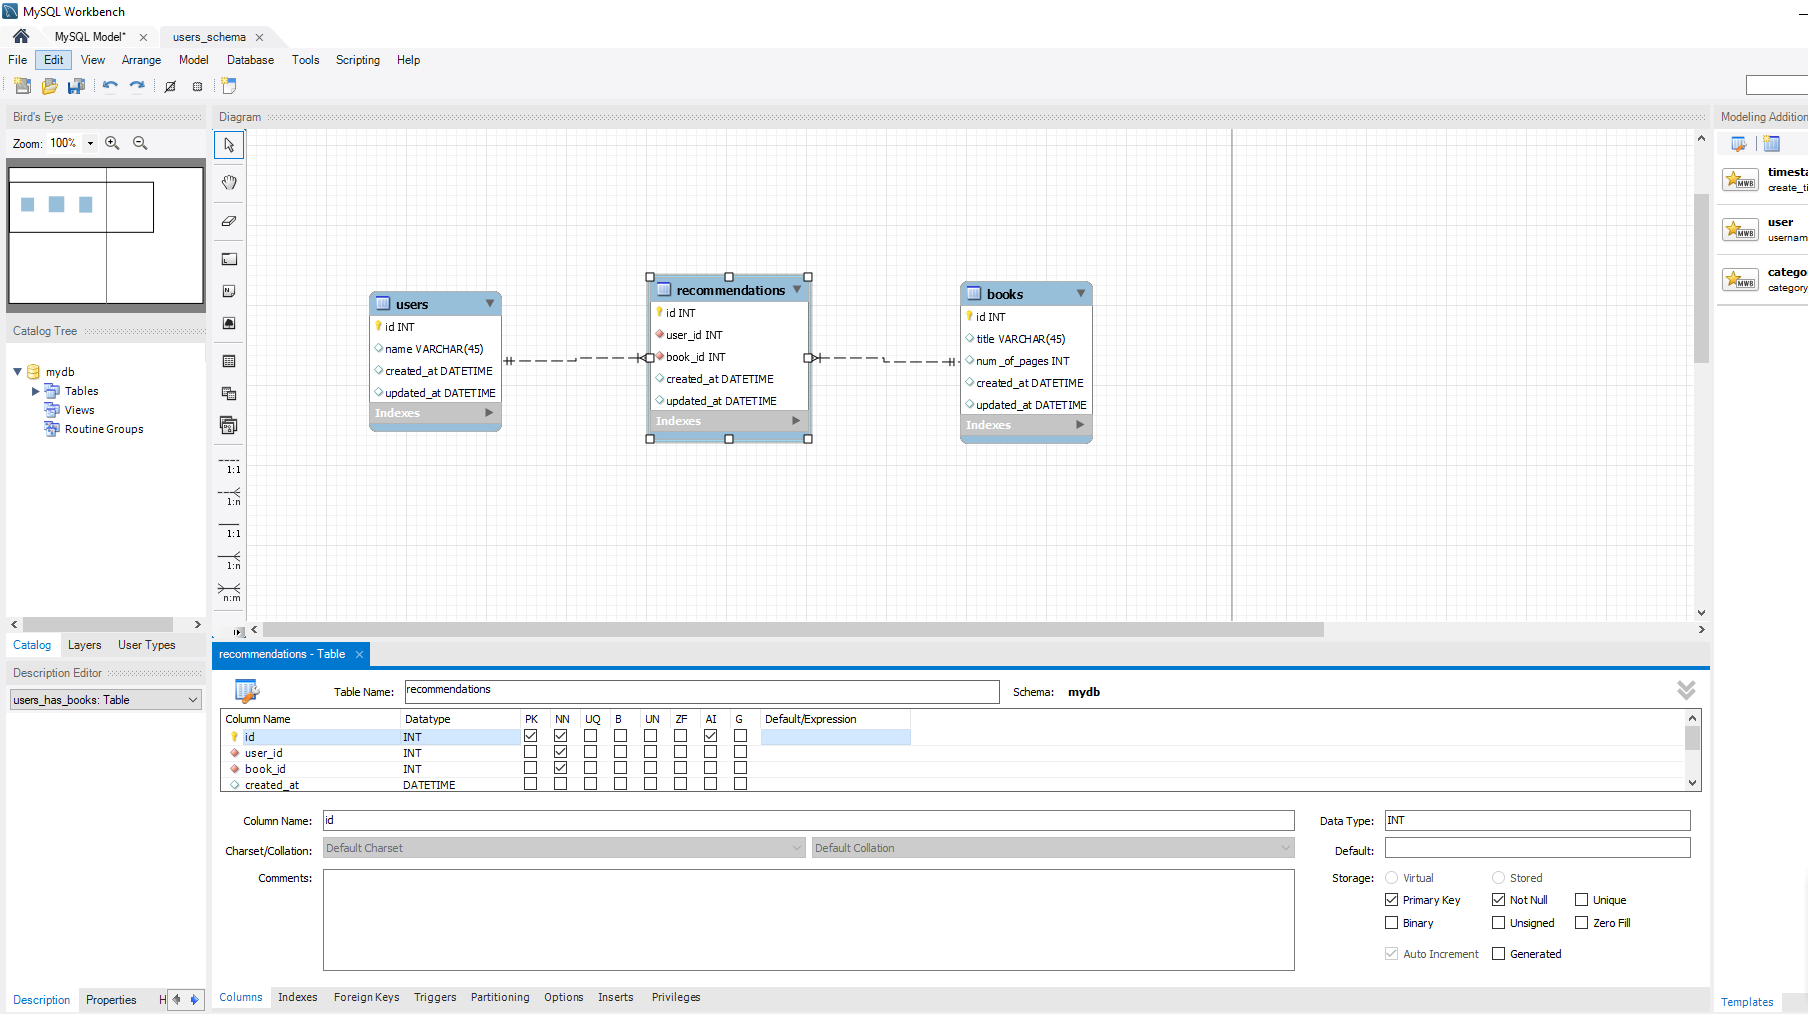 MySQL Workbench
MySQL Model*
users_schema
File Edit View Arrange Model Database Tools Scripting Help
Bird's Eye
Zoom: 100%
Catalog Tree
mydb
Tables
Views
Routine Groups
Catalog Layers User Types
Description Editor
users_has_books: Table
Description Properties H
Diagram
1:1
1:n
1:1
1:n
n:m
users
id INT
name VARCHAR(45)
created_at DATETIME
updated_at DATETIME
Indexes
recommendations
id INT
user_id INT
book_id INT
created_at DATETIME
updated_at DATETIME
Indexes
books
id INT
title VARCHAR(45)
num_of_pages INT
created_at DATETIME
updated_at DATETIME
Indexes
Modeling Addition
timesta
create_ti
user
usernam
catego
category
MWB
MWB
MWB
Templates
recommendations - Table
Table Name: recommendations Schema: mydb
Column Name Datatype PK NN UQ B UN ZF AI G Default/Expression
id INT
user_id INT
book_id INT
created_at DATETIME
Column Name: id
Charset/Collation: Default Charset Default Collation
Comments:
Data Type: INT
Default:
Storage: Virtual Stored
Primary Key Not Null Unique
Binary Unsigned Zero Fill
Auto Increment Generated
Columns Indexes Foreign Keys Triggers Partitioning Options Inserts Privileges